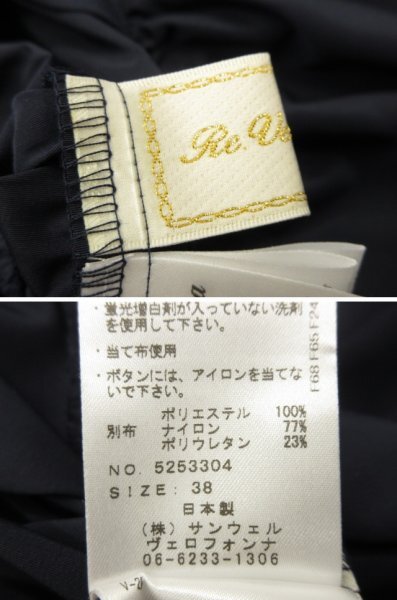 Re.Ve
・蛍光増白剤が入っていない洗剤
を使用して下さい。
・当て布使用
・ボタンには、アイロンを当てな
いで下さい。
ポリエステル 100%
別布 ナイロン 77%
ポリウレタン 23%
NO. 5253304
SIZE: 38
日本製
(株) サンウェル
ヴェロフォンナ
06-6233-1306
F68 F65 F24